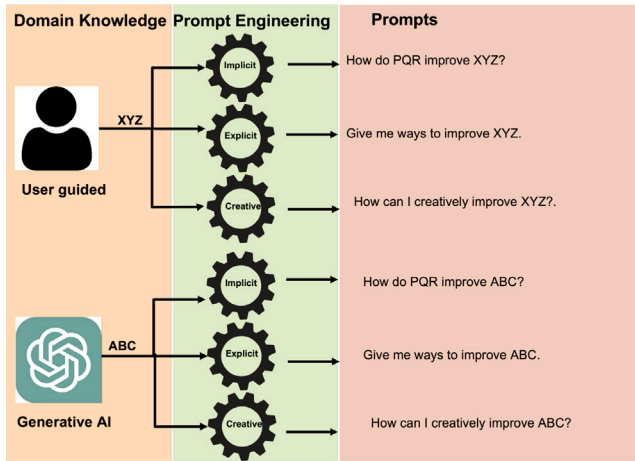 Domain Knowledge
Prompt Engineering
Prompts
XYZ
User guided
Implicit
How do PQR improve XYZ?
Explicit
Give me ways to improve XYZ.
Creative
How can I creatively improve XYZ?.
ABC
Generative AI
Implicit
How do PQR improve ABC?
Explicit
Give me ways to improve ABC.
Creative
How can I creatively improve ABC?